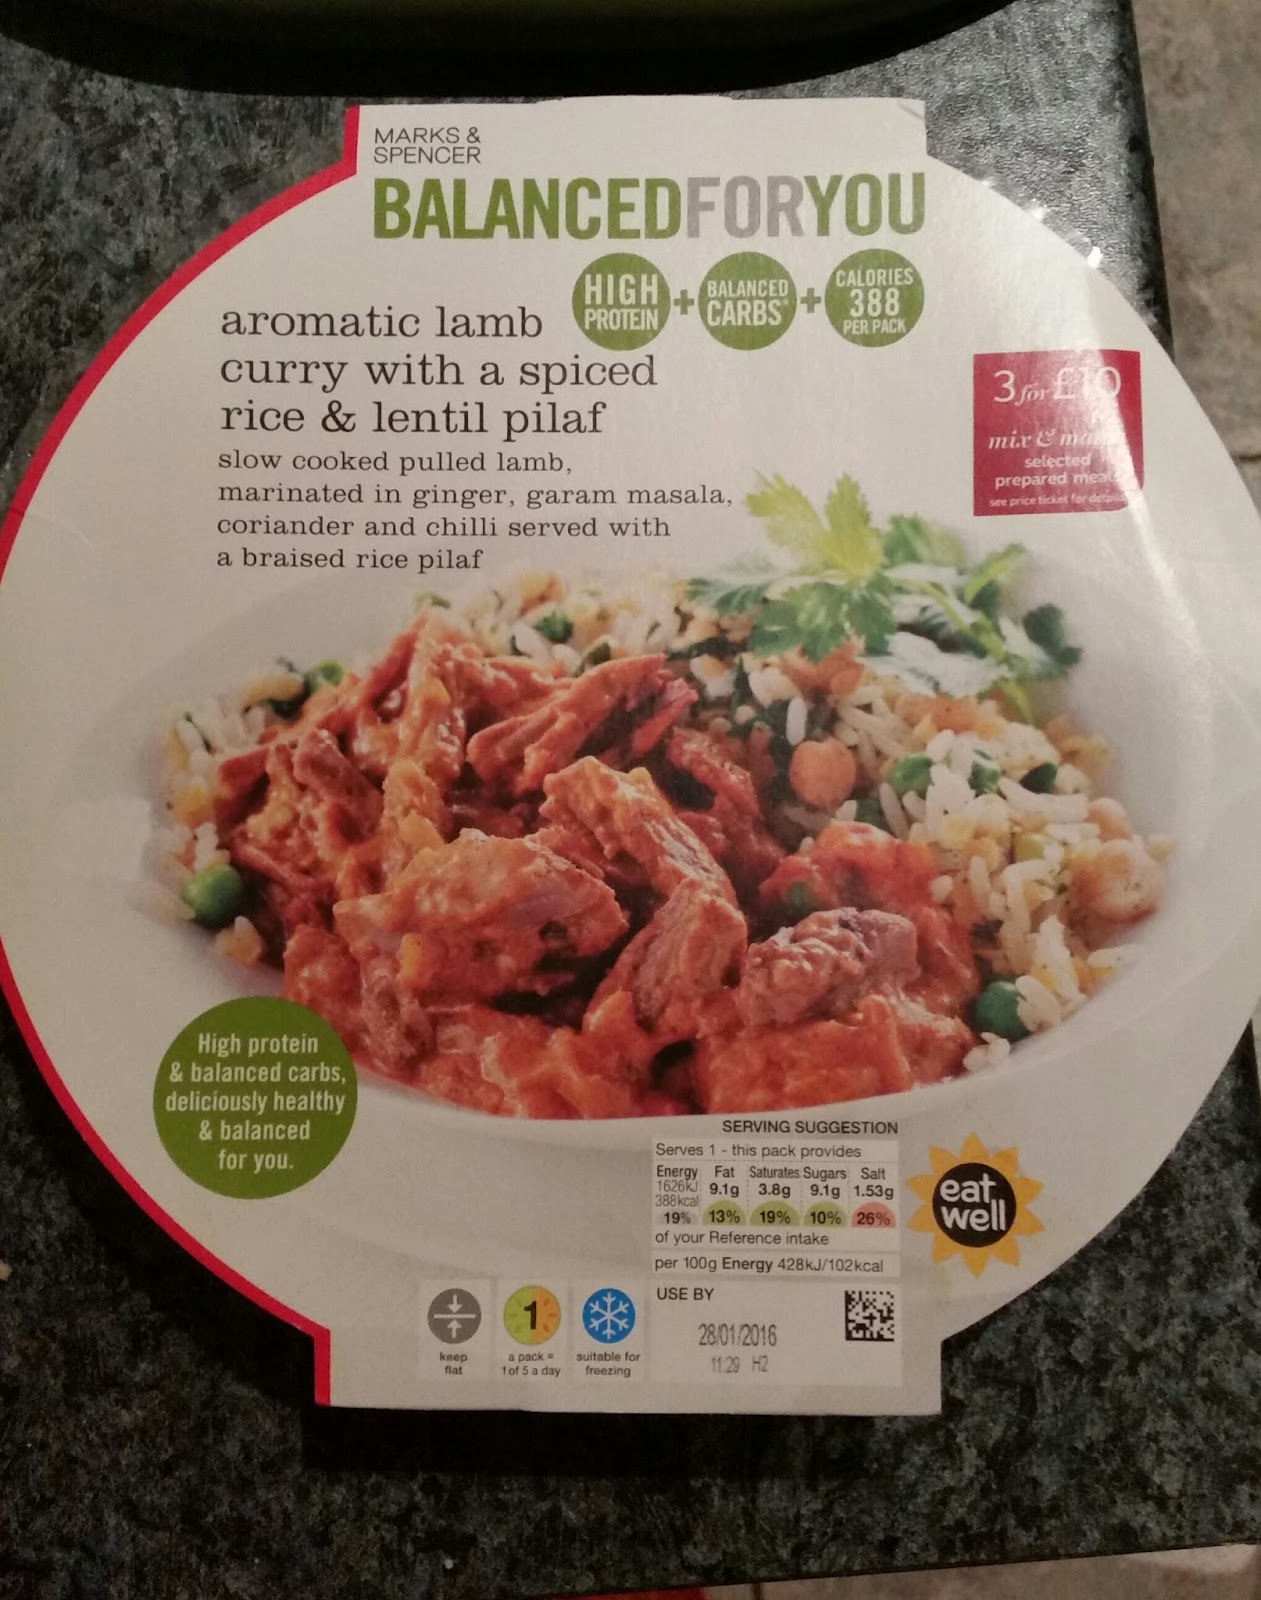 MARKS &
SPENCER
BALANCEDFORYOU
HIGH
PROTEIN
+
BALANCED
CARBS*
+
CALORIES
388
PER PACK
aromatic lamb
curry with a spiced
rice & lentil pilaf
slow cooked pulled lamb,
marinated in ginger, garam masala,
coriander and chilli served with
a braised rice pilaf
3 for £10
mix &
selected
prepared
see price ticket for
High protein
& balanced carbs,
deliciously healthy
& balanced
for you.
SERVING SUGGESTION
Serves 1 - this pack provides
Energy Fat Saturates Sugars Salt
1626kJ 9.1g 3.8g 9.1g 1.53g
388kcal
19% 13% 19% 10% 26%
of your Reference intake
per 100g Energy 428kJ/102kcal
eat
well
USE BY
28/01/2016
11:29 H2
keep
flat
1
a pack =
1 of 5 a day
suitable for
freezing